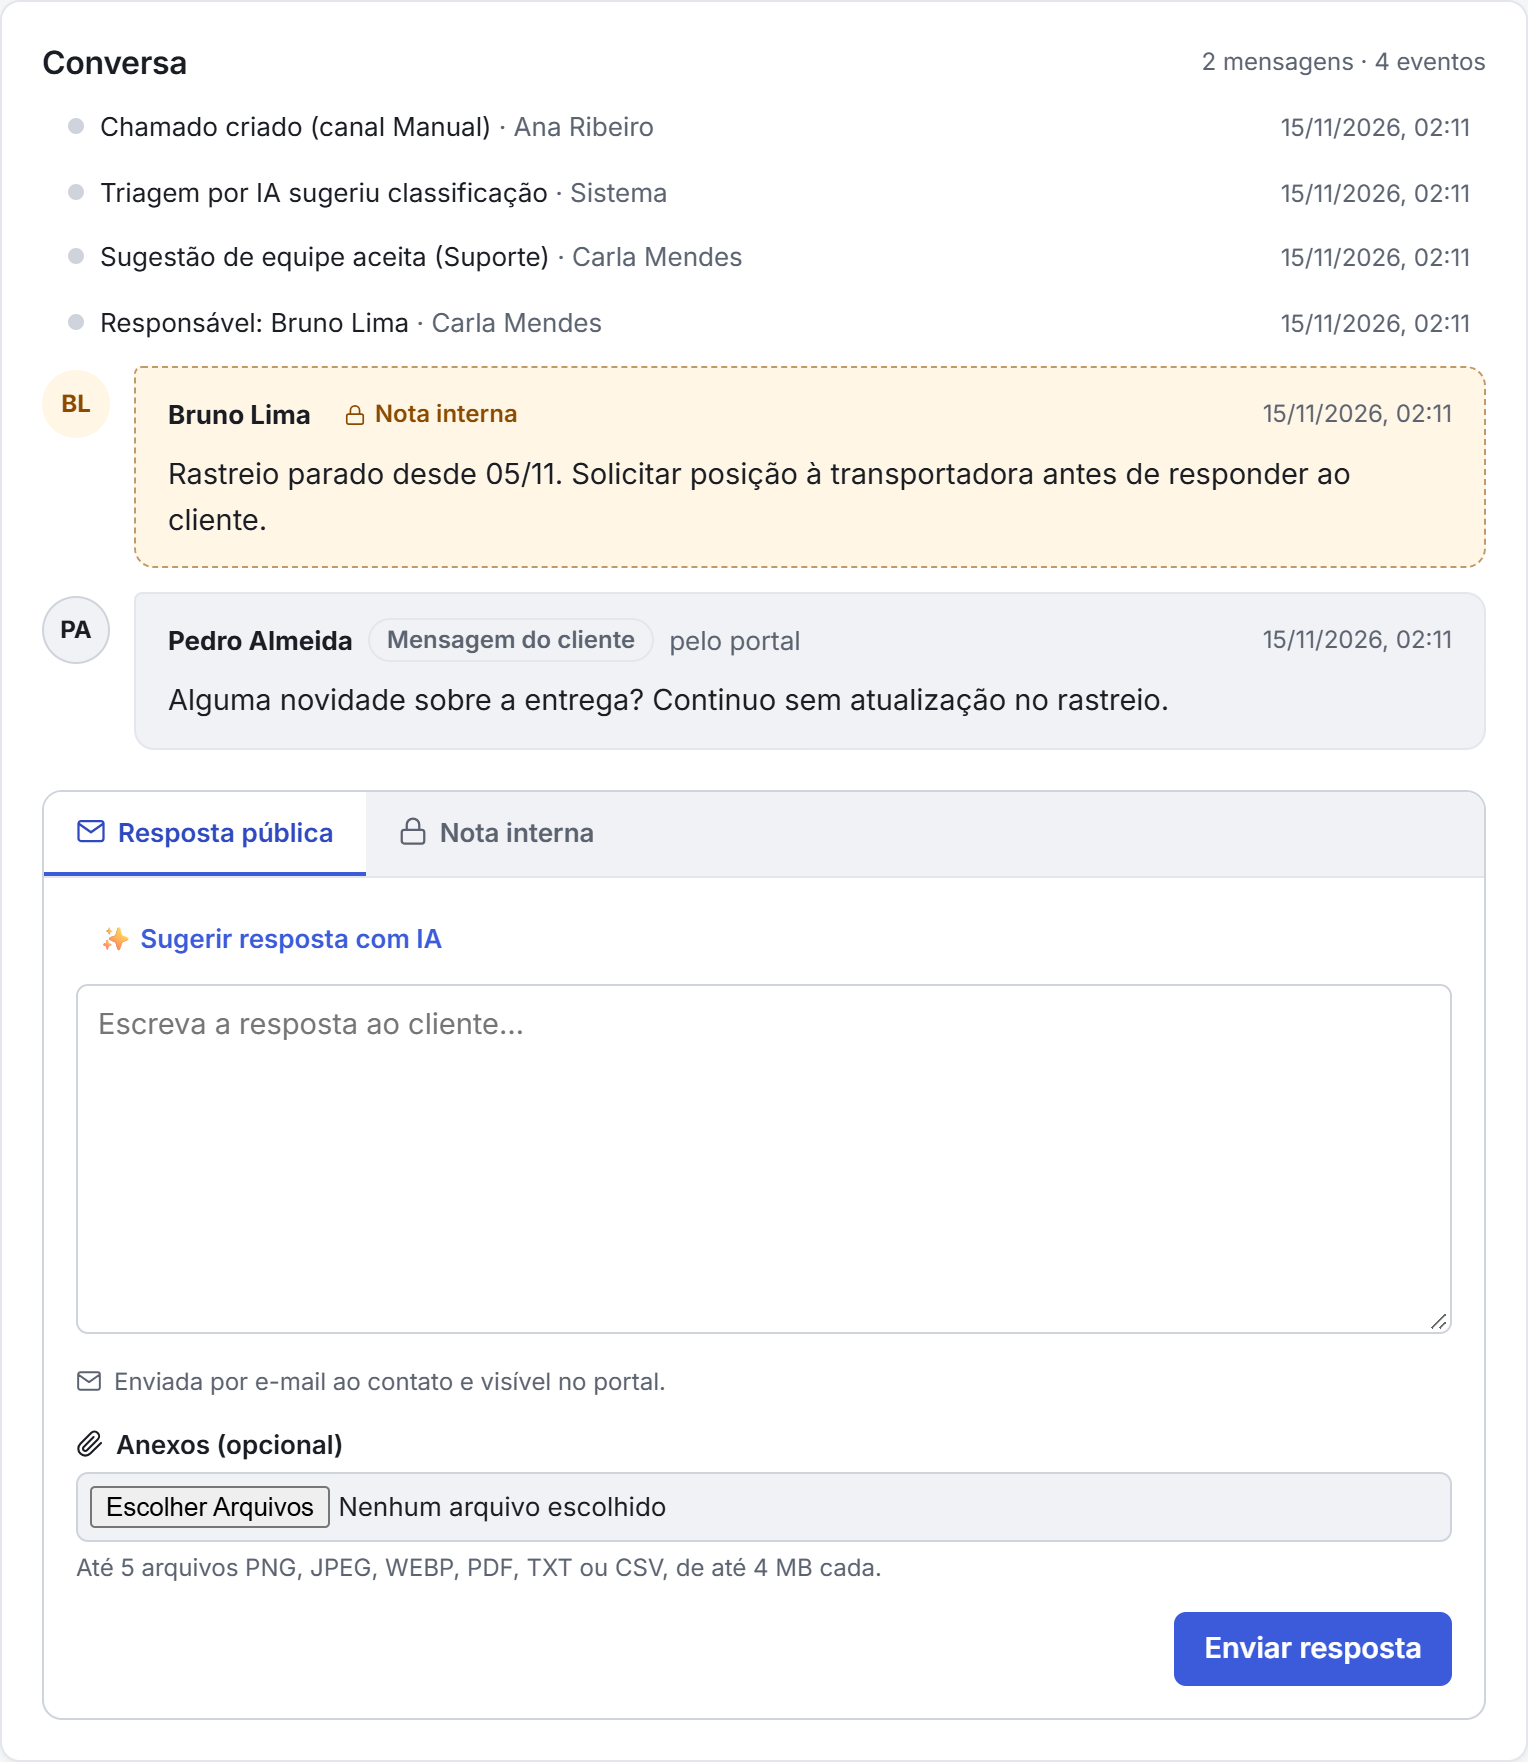 Conversa
2 mensagens · 4 eventos
Chamado criado (canal Manual) · Ana Ribeiro
15/11/2026, 02:11
Triagem por IA sugeriu classificação · Sistema
15/11/2026, 02:11
Sugestão de equipe aceita (Suporte) · Carla Mendes
15/11/2026, 02:11
Responsável: Bruno Lima · Carla Mendes
15/11/2026, 02:11
BL
Bruno Lima
Nota interna
15/11/2026, 02:11
Rastreio parado desde 05/11. Solicitar posição à transportadora antes de responder ao
cliente.
PA
Pedro Almeida
Mensagem do cliente
pelo portal
15/11/2026, 02:11
Alguma novidade sobre a entrega? Continuo sem atualização no rastreio.
Resposta pública
Nota interna
✨ Sugerir resposta com IA
Escreva a resposta ao cliente...
Enviada por e-mail ao contato e visível no portal.
Anexos (opcional)
Escolher Arquivos
Nenhum arquivo escolhido
Até 5 arquivos PNG, JPEG, WEBP, PDF, TXT ou CSV, de até 4 MB cada.
Enviar resposta